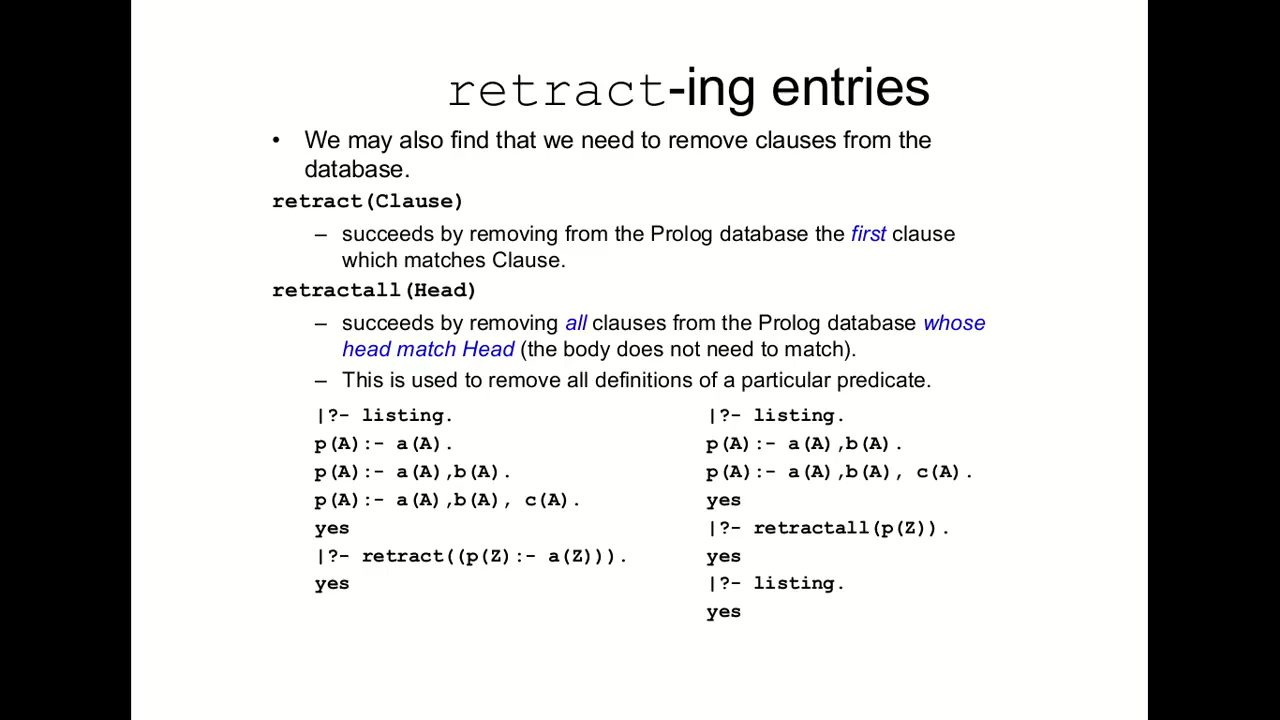 retract-ing entries
• We may also find that we need to remove clauses from the
database.
retract(Clause)
– succeeds by removing from the Prolog database the first clause
which matches Clause.
retractall(Head)
– succeeds by removing all clauses from the Prolog database whose
head match Head (the body does not need to match).
– This is used to remove all definitions of a particular predicate.
|?- listing.
p(A):- a(A).
p(A):- a(A),b(A).
p(A):- a(A),b(A), c(A).
yes
|?- retract((p(Z):- a(Z))).
yes
|?- listing.
p(A):- a(A),b(A).
p(A):- a(A),b(A), c(A).
yes
|?- retractall(p(Z)).
yes
|?- listing.
yes